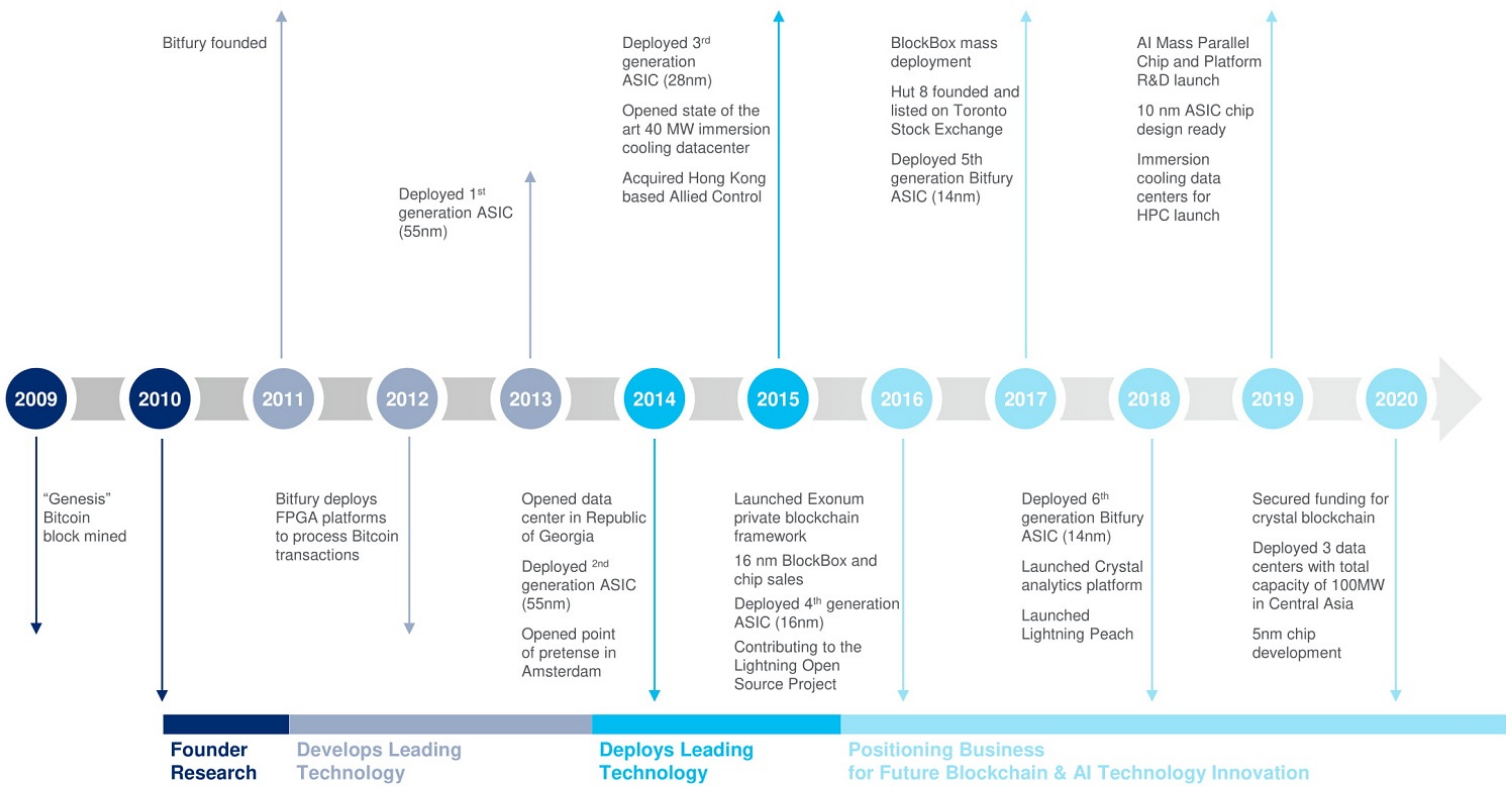 Bitfury founded
Deployed 1st
generation ASIC
(55nm)
Deployed 3rd
generation
ASIC (28nm)
Opened state of the
art 40 MW immersion
cooling datacenter
Acquired Hong Kong
based Allied Control
BlockBox mass
deployment
Hut 8 founded and
listed on Toronto
Stock Exchange
Deployed 5th
generation Bitfury
ASIC (14nm)
AI Mass Parallel
Chip and Platform
R&D launch
10 nm ASIC chip
design ready
Immersion
cooling data
centers for
HPC launch
2009
2010
2011
2012
2013
2014
2015
2016
2017
2018
2019
2020
“Genesis”
Bitcoin
block mined
Bitfury deploys
FPGA platforms
to process Bitcoin
transactions
Opened data
center in Republic
of Georgia
Deployed 2nd
generation ASIC
(55nm)
Opened point
of pretense in
Amsterdam
Launched Exonum
private blockchain
framework
16 nm BlockBox and
chip sales
Deployed 4th generation
ASIC (16nm)
Contributing to the
Lightning Open
Source Project
Deployed 6th
generation Bitfury
ASIC (14nm)
Launched Crystal
analytics platform
Launched
Lightning Peach
Secured funding for
crystal blockchain
Deployed 3 data
centers with total
capacity of 100MW
in Central Asia
5nm chip
development
Founder
Research
Develops Leading
Technology
Deploys Leading
Technology
Positioning Business
for Future Blockchain & AI Technology Innovation